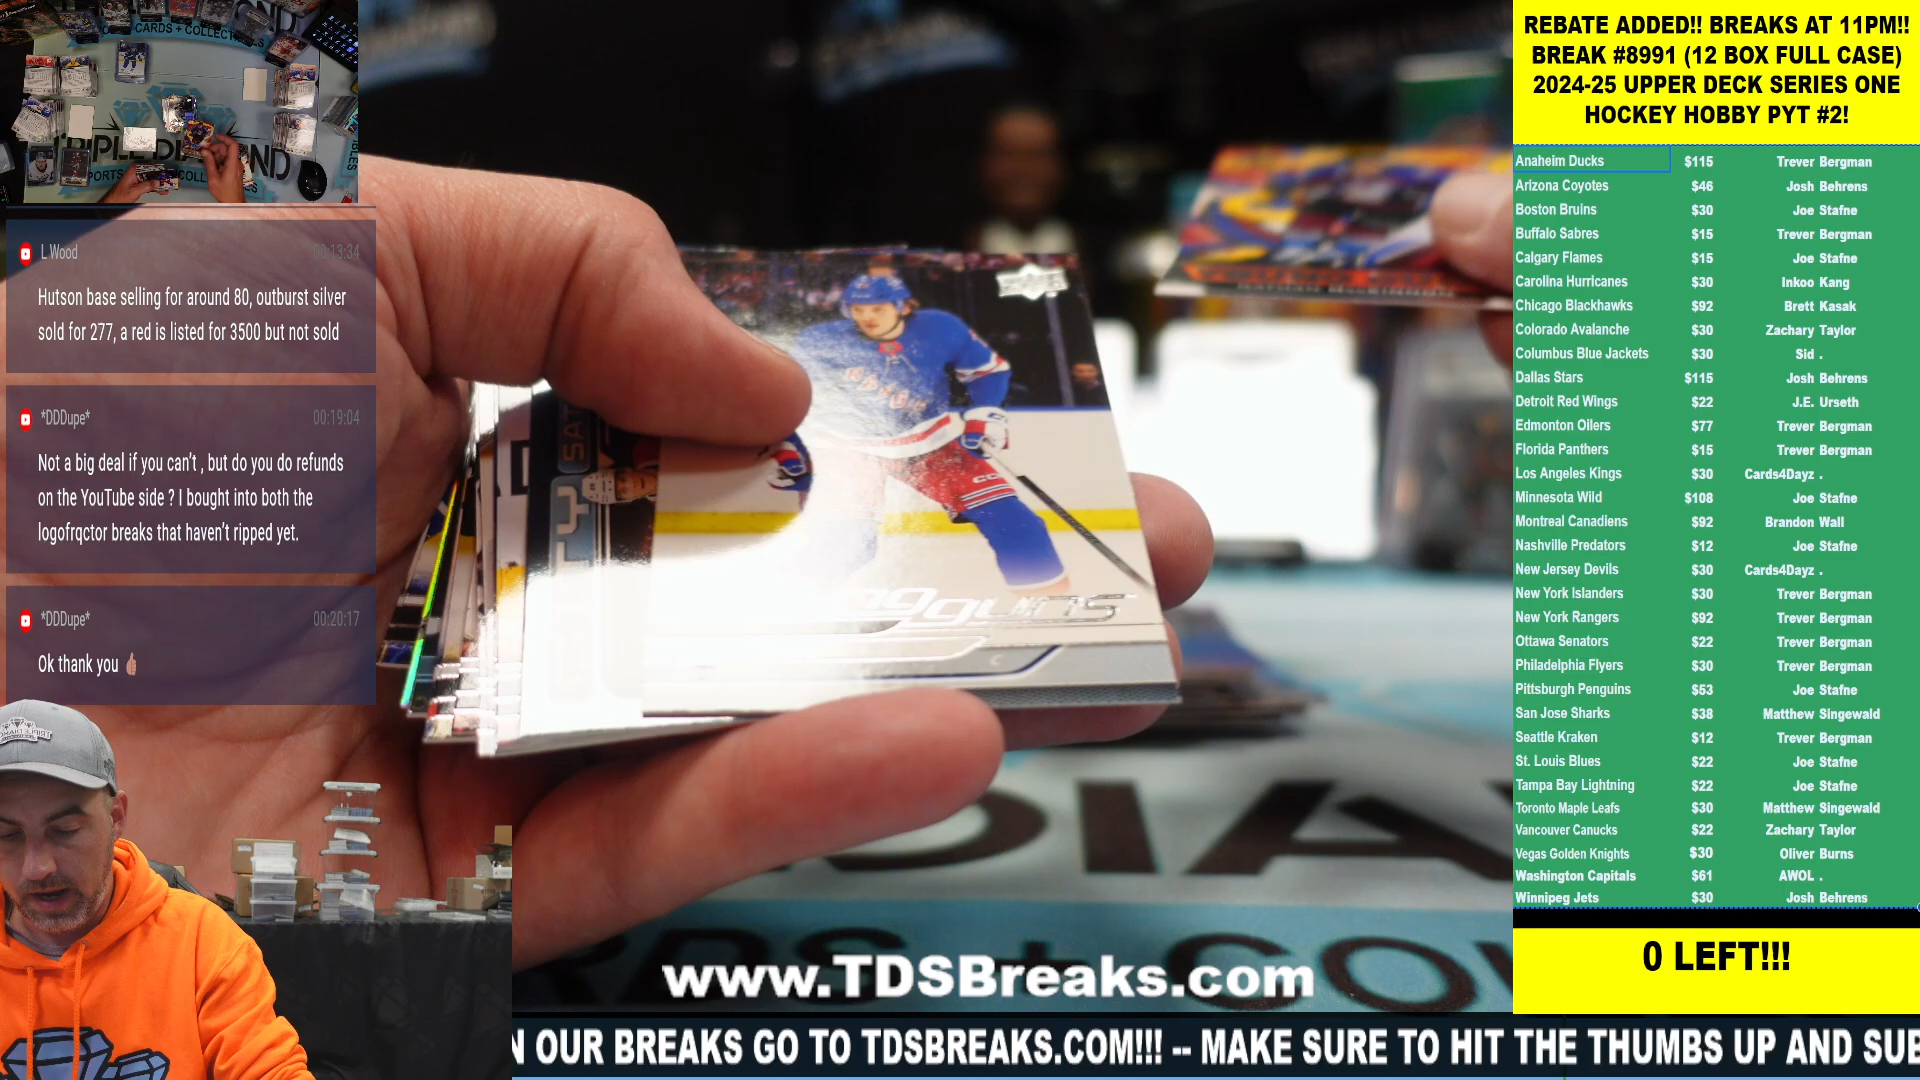 REBATE ADDED!! BREAKS AT 11PM!!
BREAK #8991 (12 BOX FULL CASE)
2024-25 UPPER DECK SERIES ONE
HOCKEY HOBBY PYT #2!
Anaheim Ducks $115 Trever Bergman
Arizona Coyotes $46 Josh Behrens
Boston Bruins $30 Joe Stafne
Buffalo Sabres $15 Trever Bergman
Calgary Flames $15 Joe Stafne
Carolina Hurricanes $30 Inkoo Kang
Chicago Blackhawks $92 Brett Kasak
Colorado Avalanche $30 Zachary Taylor
Columbus Blue Jackets $30 Sid .
Dallas Stars $115 Josh Behrens
Detroit Red Wings $22 J.E. Urseth
Edmonton Oilers $77 Trever Bergman
Florida Panthers $15 Trever Bergman
Los Angeles Kings $30 Cards4Dayz .
Minnesota Wild $108 Joe Stafne
Montreal Canadiens $92 Brandon Wall
Nashville Predators $12 Joe Stafne
New Jersey Devils $30 Cards4Dayz .
New York Islanders $30 Trever Bergman
New York Rangers $92 Trever Bergman
Ottawa Senators $22 Trever Bergman
Philadelphia Flyers $30 Trever Bergman
Pittsburgh Penguins $53 Joe Stafne
San Jose Sharks $38 Matthew Singewald
Seattle Kraken $12 Trever Bergman
St. Louis Blues $22 Joe Stafne
Tampa Bay Lightning $22 Joe Stafne
Toronto Maple Leafs $30 Matthew Singewald
Vancouver Canucks $22 Zachary Taylor
Vegas Golden Knights $30 Oliver Burns
Washington Capitals $61 AWOL .
Winnipeg Jets $30 Josh Behrens
0 LEFT!!!
L Wood 00:13:34
Hutson base selling for around 80, outburst silver
sold for 277, a red is listed for 3500 but not sold
*DDDupe* 00:19:04
Not a big deal if you can't , but do you do refunds
on the YouTube side ? I bought into both the
logofrqctor breaks that haven't ripped yet.
*DDDupe* 00:20:17
Ok thank you 👍🏽
CARDS + COLLECTIBLES
www.TDSBreaks.com
N OUR BREAKS GO TO TDSBREAKS.COM!!! -- MAKE SURE TO HIT THE THUMBS UP AND SUB